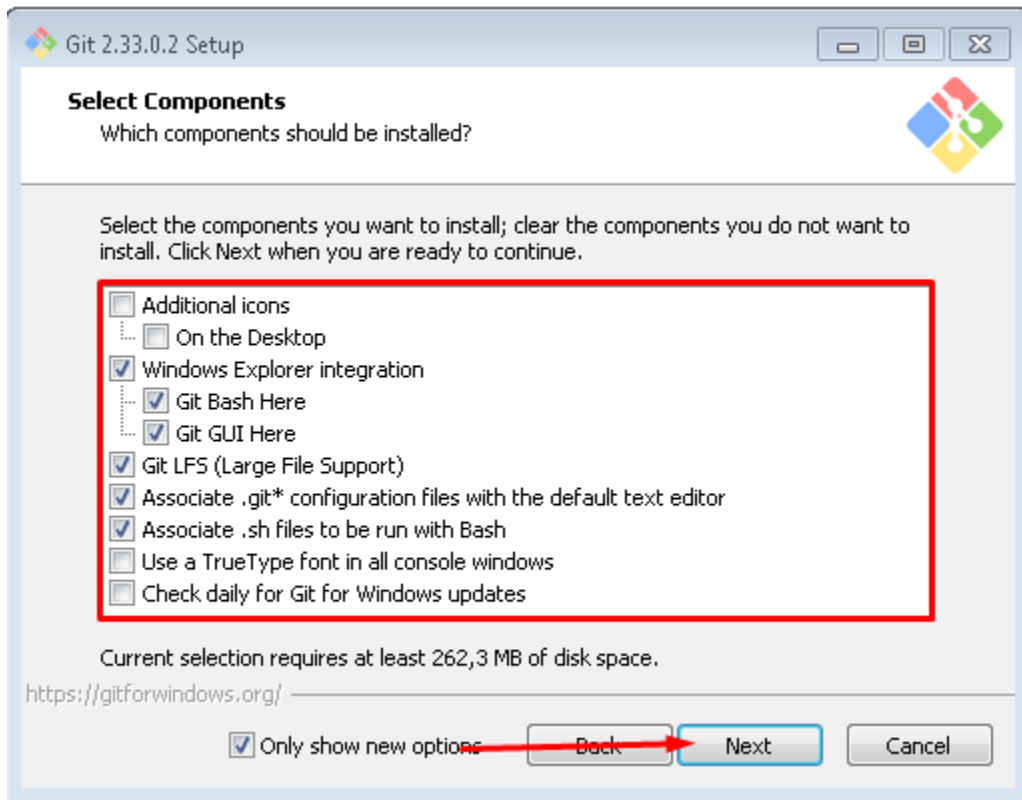 Git 2.33.0.2 Setup
Select Components
Which components should be installed?
Select the components you want to install; clear the components you do not want to
install. Click Next when you are ready to continue.
Additional icons
On the Desktop
Windows Explorer integration
Git Bash Here
Git GUI Here
Git LFS (Large File Support)
Associate .git* configuration files with the default text editor
Associate .sh files to be run with Bash
Use a TrueType font in all console windows
Check daily for Git for Windows updates
Current selection requires at least 262,3 MB of disk space.
https://gitforwindows.org/
Only show new options Back Next Cancel